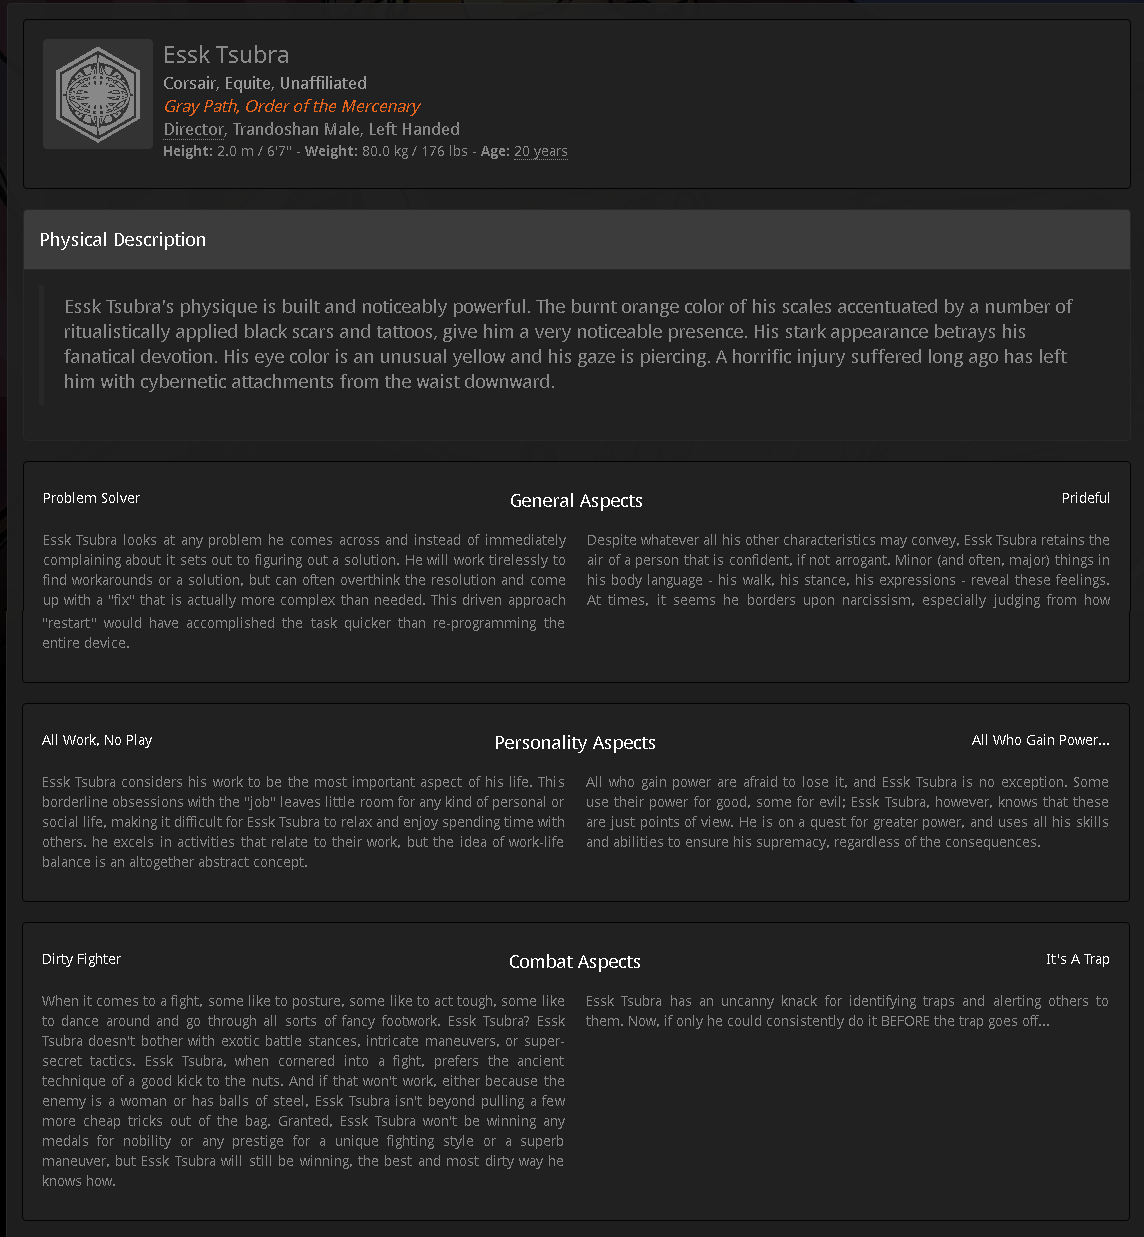 Essk Tsubra
Corsair, Equite, Unaffiliated
Gray Path, Order of the Mercenary
Director, Trandoshan Male, Left Handed
Height: 2.0 m / 6'7" - Weight: 80.0 kg / 176 lbs - Age: 20 years
Physical Description
Essk Tsubra's physique is built and noticeably powerful. The burnt orange color of his scales accentuated by a number of
ritualistically applied black scars and tattoos, give him a very noticeable presence. His stark appearance betrays his
fanatical devotion. His eye color is an unusual yellow and his gaze is piercing. A horrific injury suffered long ago has left
him with cybernetic attachments from the waist downward.
General Aspects
Problem Solver
Essk Tsubra looks at any problem he comes across and instead of immediately
complaining about it sets out to figuring out a solution. He will work tirelessly to
find workarounds or a solution, but can often overthink the resolution and come
up with a "fix" that is actually more complex than needed. This driven approach
"restart" would have accomplished the task quicker than re-programming the
entire device.
Prideful
Despite whatever all his other characteristics may convey, Essk Tsubra retains the
air of a person that is confident, if not arrogant. Minor (and often, major) things in
his body language - his walk, his stance, his expressions - reveal these feelings.
At times, it seems he borders upon narcissism, especially judging from how
Personality Aspects
All Work, No Play
Essk Tsubra considers his work to be the most important aspect of his life. This
borderline obsessions with the "job" leaves little room for any kind of personal or
social life, making it difficult for Essk Tsubra to relax and enjoy spending time with
others. he excels in activities that relate to their work, but the idea of work-life
balance is an altogether abstract concept.
All Who Gain Power...
All who gain power are afraid to lose it, and Essk Tsubra is no exception. Some
use their power for good, some for evil; Essk Tsubra, however, knows that these
are just points of view. He is on a quest for greater power, and uses all his skills
and abilities to ensure his supremacy, regardless of the consequences.
Combat Aspects
Dirty Fighter
When it comes to a fight, some like to posture, some like to act tough, some like
to dance around and go through all sorts of fancy footwork. Essk Tsubra? Essk
Tsubra doesn't bother with exotic battle stances, intricate maneuvers, or super-
secret tactics. Essk Tsubra, when cornered into a fight, prefers the ancient
technique of a good kick to the nuts. And if that won't work, either because the
enemy is a woman or has balls of steel, Essk Tsubra isn't beyond pulling a few
more cheap tricks out of the bag. Granted, Essk Tsubra won't be winning any
medals for nobility or any prestige for a unique fighting style or a superb
maneuver, but Essk Tsubra will still be winning, the best and most dirty way he
knows how.
It's A Trap
Essk Tsubra has an uncanny knack for identifying traps and alerting others to
them. Now, if only he could consistently do it BEFORE the trap goes off...